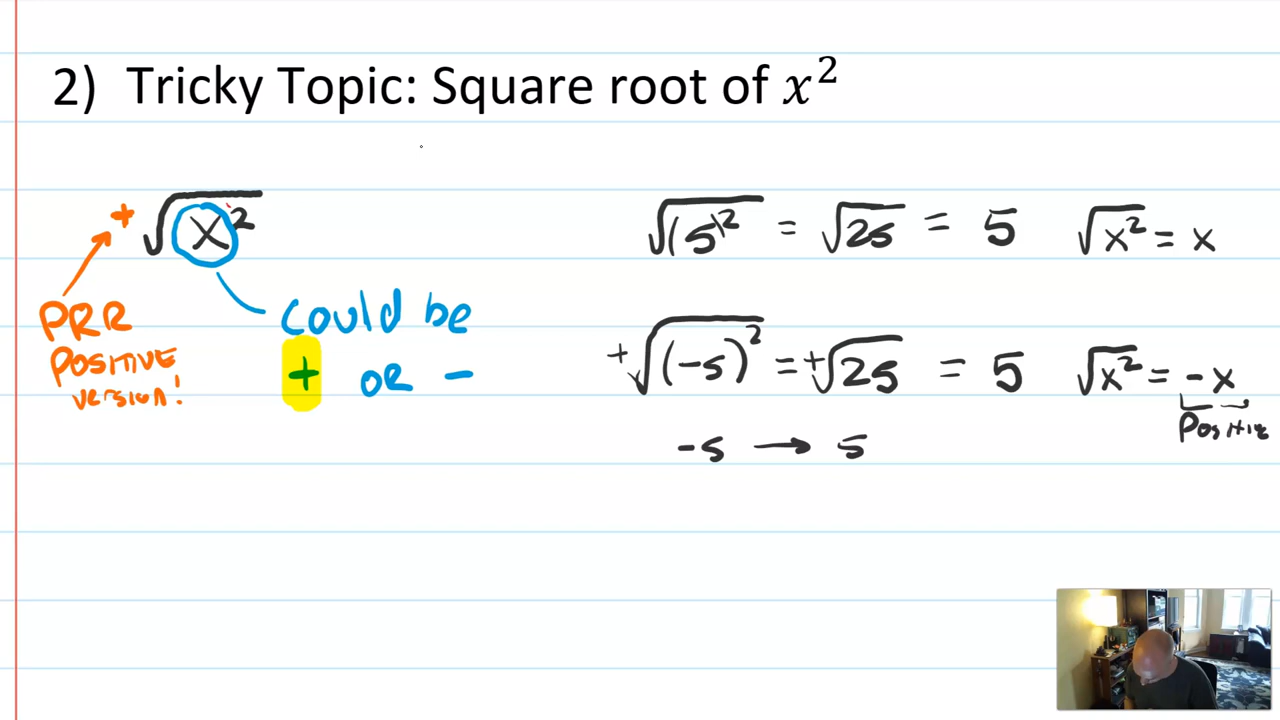 2) Tricky Topic: Square root of x²
+ √x²
PRR
POSITIVE
version!
could be
+ OR -
√(5)² = √25 = 5 √x² = x
+√(-5)² = +√25 = 5 √x² = -x
Positive
-5 → 5